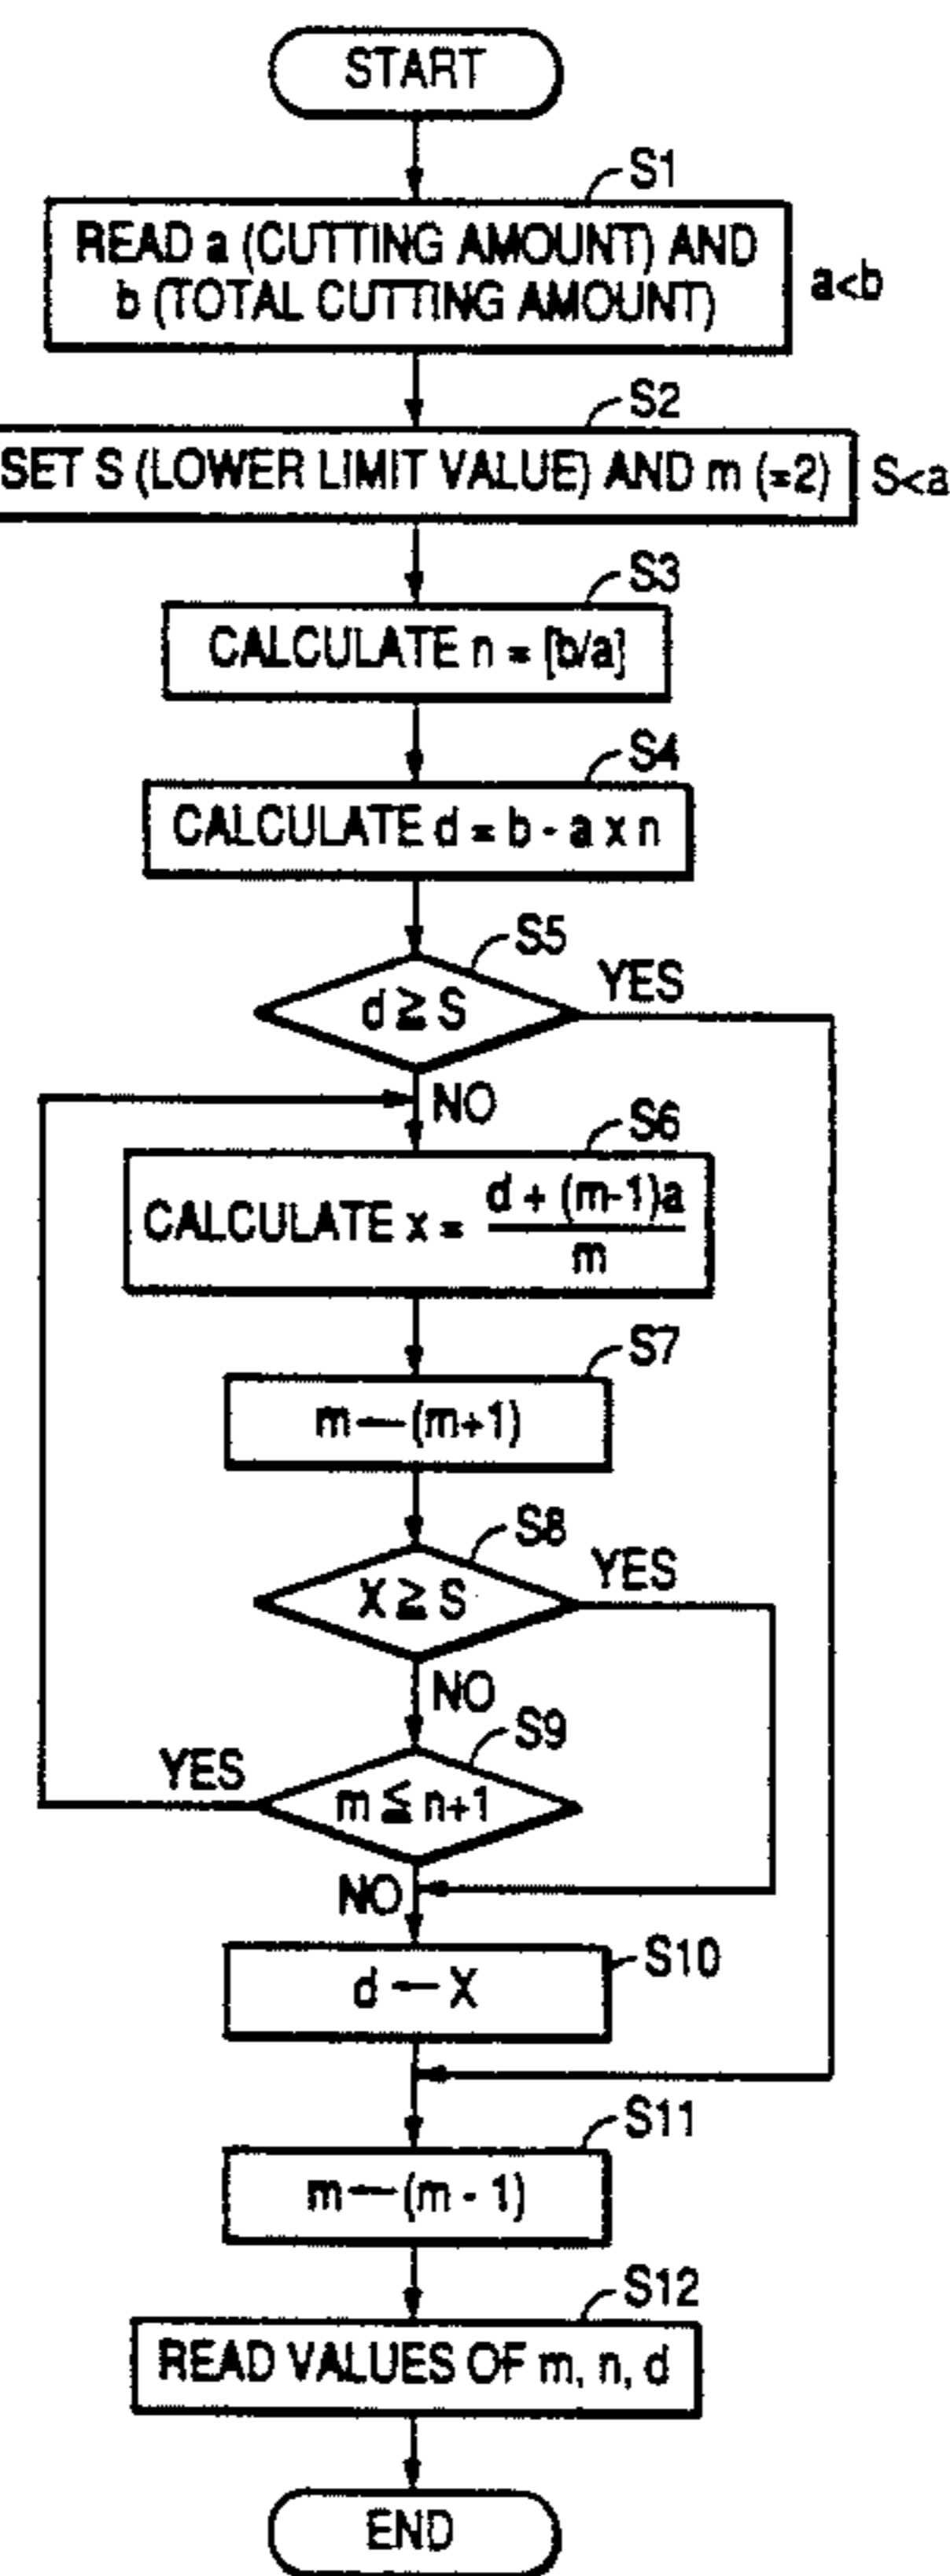 START
S1
READ a (CUTTING AMOUNT) AND
b (TOTAL CUTTING AMOUNT)
a<b
S2
SET S (LOWER LIMIT VALUE) AND m (=2)
S<a
S3
CALCULATE n = [b/a]
S4
CALCULATE d = b - a x n
S5
d ≧ S
YES
NO
S6
CALCULATE x = d + (m-1)a / m
S7
m ← (m+1)
S8
X ≧ S
YES
NO
S9
YES
m ≦ n+1
NO
S10
d ← X
S11
m ← (m - 1)
S12
READ VALUES OF m, n, d
END